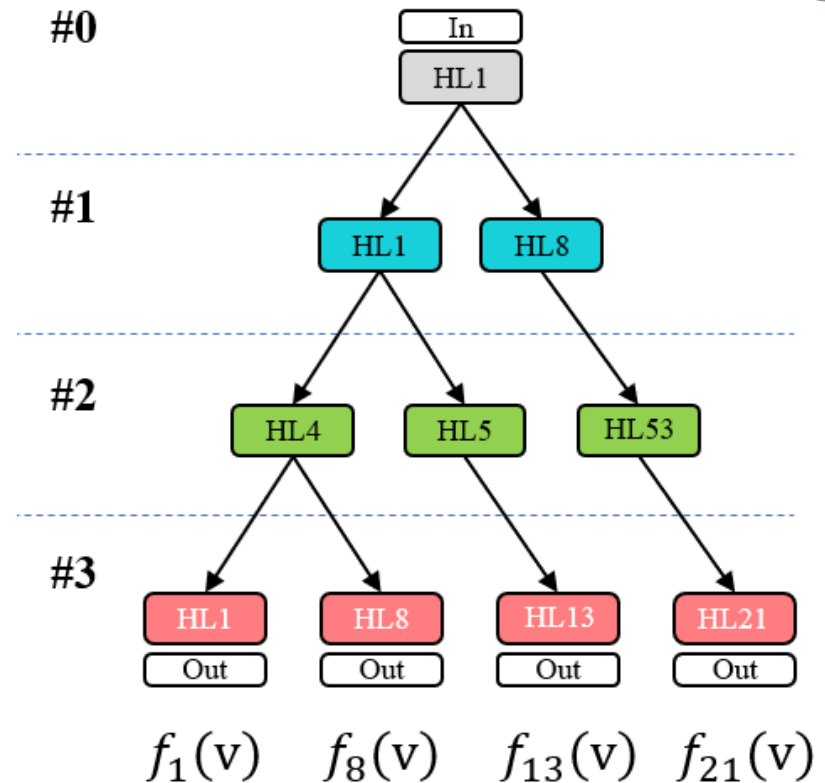 #0
In
HL1
#1
HL1 HL8
#2
HL4 HL5 HL53
#3
HL1 HL8 HL13 HL21
Out Out Out Out
f₁(v) f₈(v) f₁₃(v) f₂₁(v)